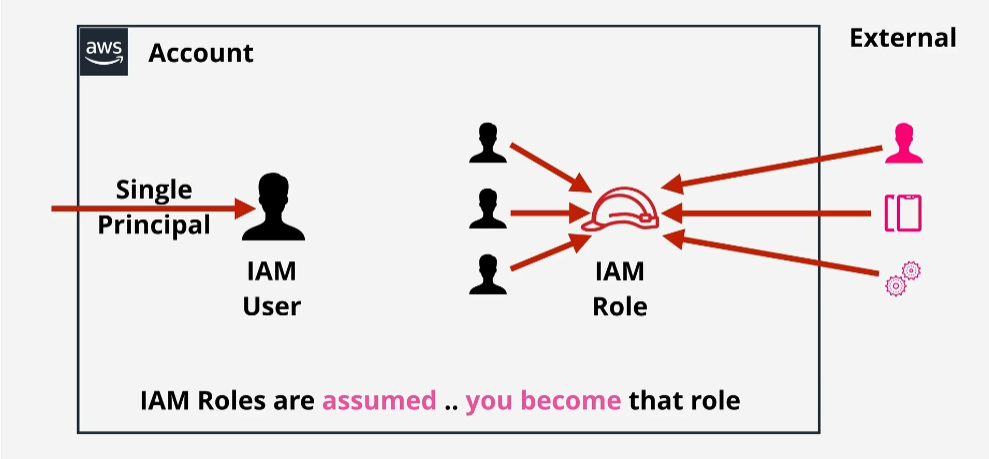 aws
Account
External
Single
Principal
IAM
User
IAM
Role
IAM Roles are assumed .. you become that role